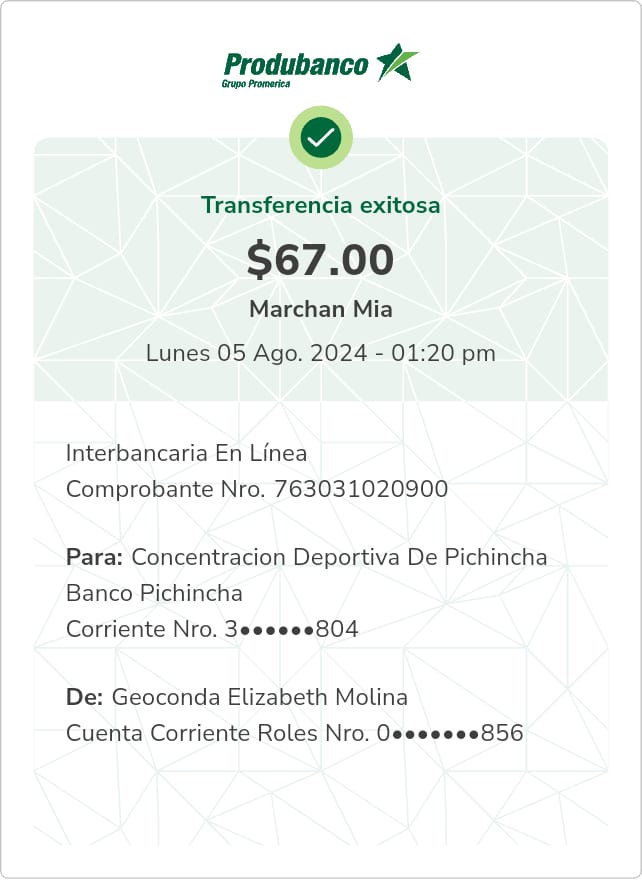 Produbanco
Grupo Promerica
Transferencia exitosa
$67.00
Marchan Mia
Lunes 05 Ago. 2024 - 01:20 pm
Interbancaria En Línea
Comprobante Nro. 763031020900
Para: Concentracion Deportiva De Pichincha
Banco Pichincha
Corriente Nro. 3••••••804
De: Geoconda Elizabeth Molina
Cuenta Corriente Roles Nro. 0•••••••856